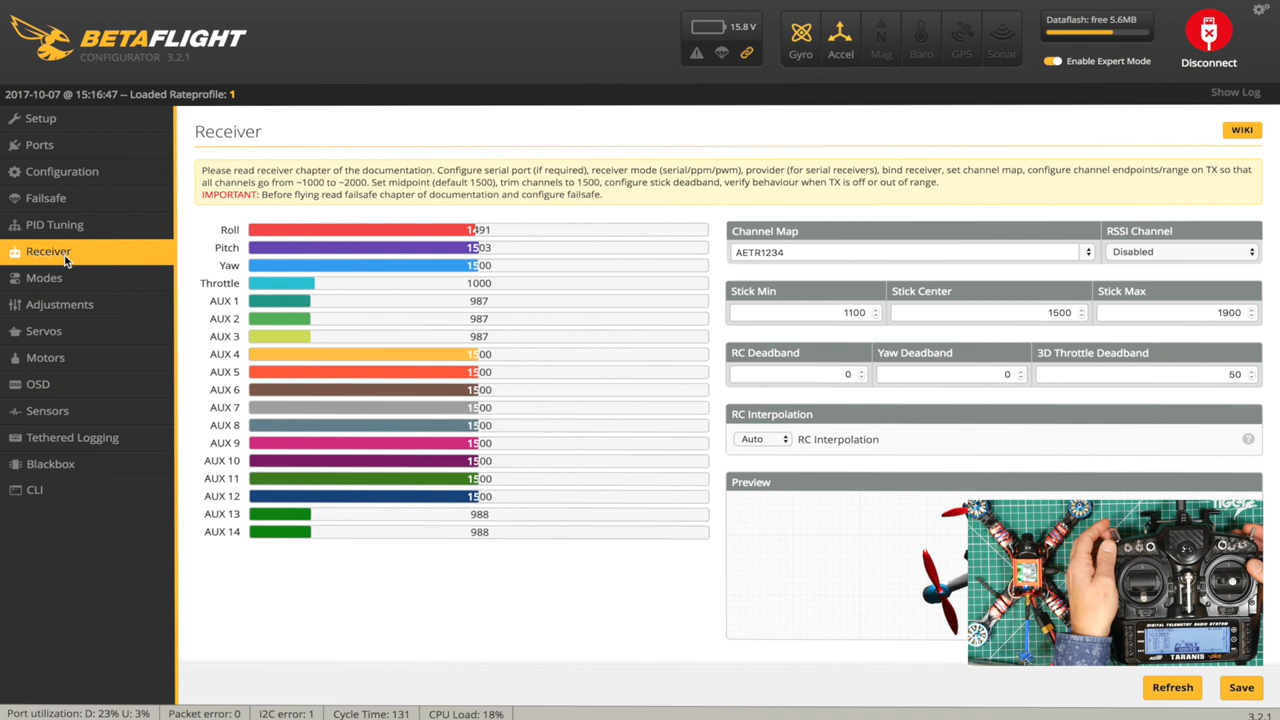 BETAFLIGHT
CONFIGURATOR 3.2.1
15.8 V
Gyro Accel Mag Baro GPS Sonar
Dataflash: free 5.6MB
Enable Expert Mode
Disconnect
2017-10-07 @ 15:16:47 -- Loaded Rateprofile: 1
Show Log
Setup
Ports
Configuration
Failsafe
PID Tuning
Receiver
Modes
Adjustments
Servos
Motors
OSD
Sensors
Tethered Logging
Blackbox
CLI
Receiver
WIKI
Please read receiver chapter of the documentation. Configure serial port (if required), receiver mode (serial/ppm/pwm), provider (for serial receivers), bind receiver, set channel map, configure channel endpoints/range on TX so that
all channels go from ~1000 to ~2000. Set midpoint (default 1500), trim channels to 1500, configure stick deadband, verify behaviour when TX is off or out of range.
IMPORTANT: Before flying read failsafe chapter of documentation and configure failsafe.
Roll 1491
Pitch 1503
Yaw 1500
Throttle 1000
AUX 1 987
AUX 2 987
AUX 3 987
AUX 4 1500
AUX 5 1500
AUX 6 1500
AUX 7 1500
AUX 8 1500
AUX 9 1500
AUX 10 1500
AUX 11 1500
AUX 12 1500
AUX 13 988
AUX 14 988
Channel Map RSSI Channel
AETR1234 Disabled
Stick Min Stick Center Stick Max
1100 1500 1900
RC Deadband Yaw Deadband 3D Throttle Deadband
0 0 50
RC Interpolation
Auto RC Interpolation ?
Preview
DIGITAL TELEMETRY RADIO SYSTEM
TARANIS
Refresh Save
Port utilization: D: 23% U: 3% Packet error: 0 I2C error: 1 Cycle Time: 131 CPU Load: 18% 3.2.1